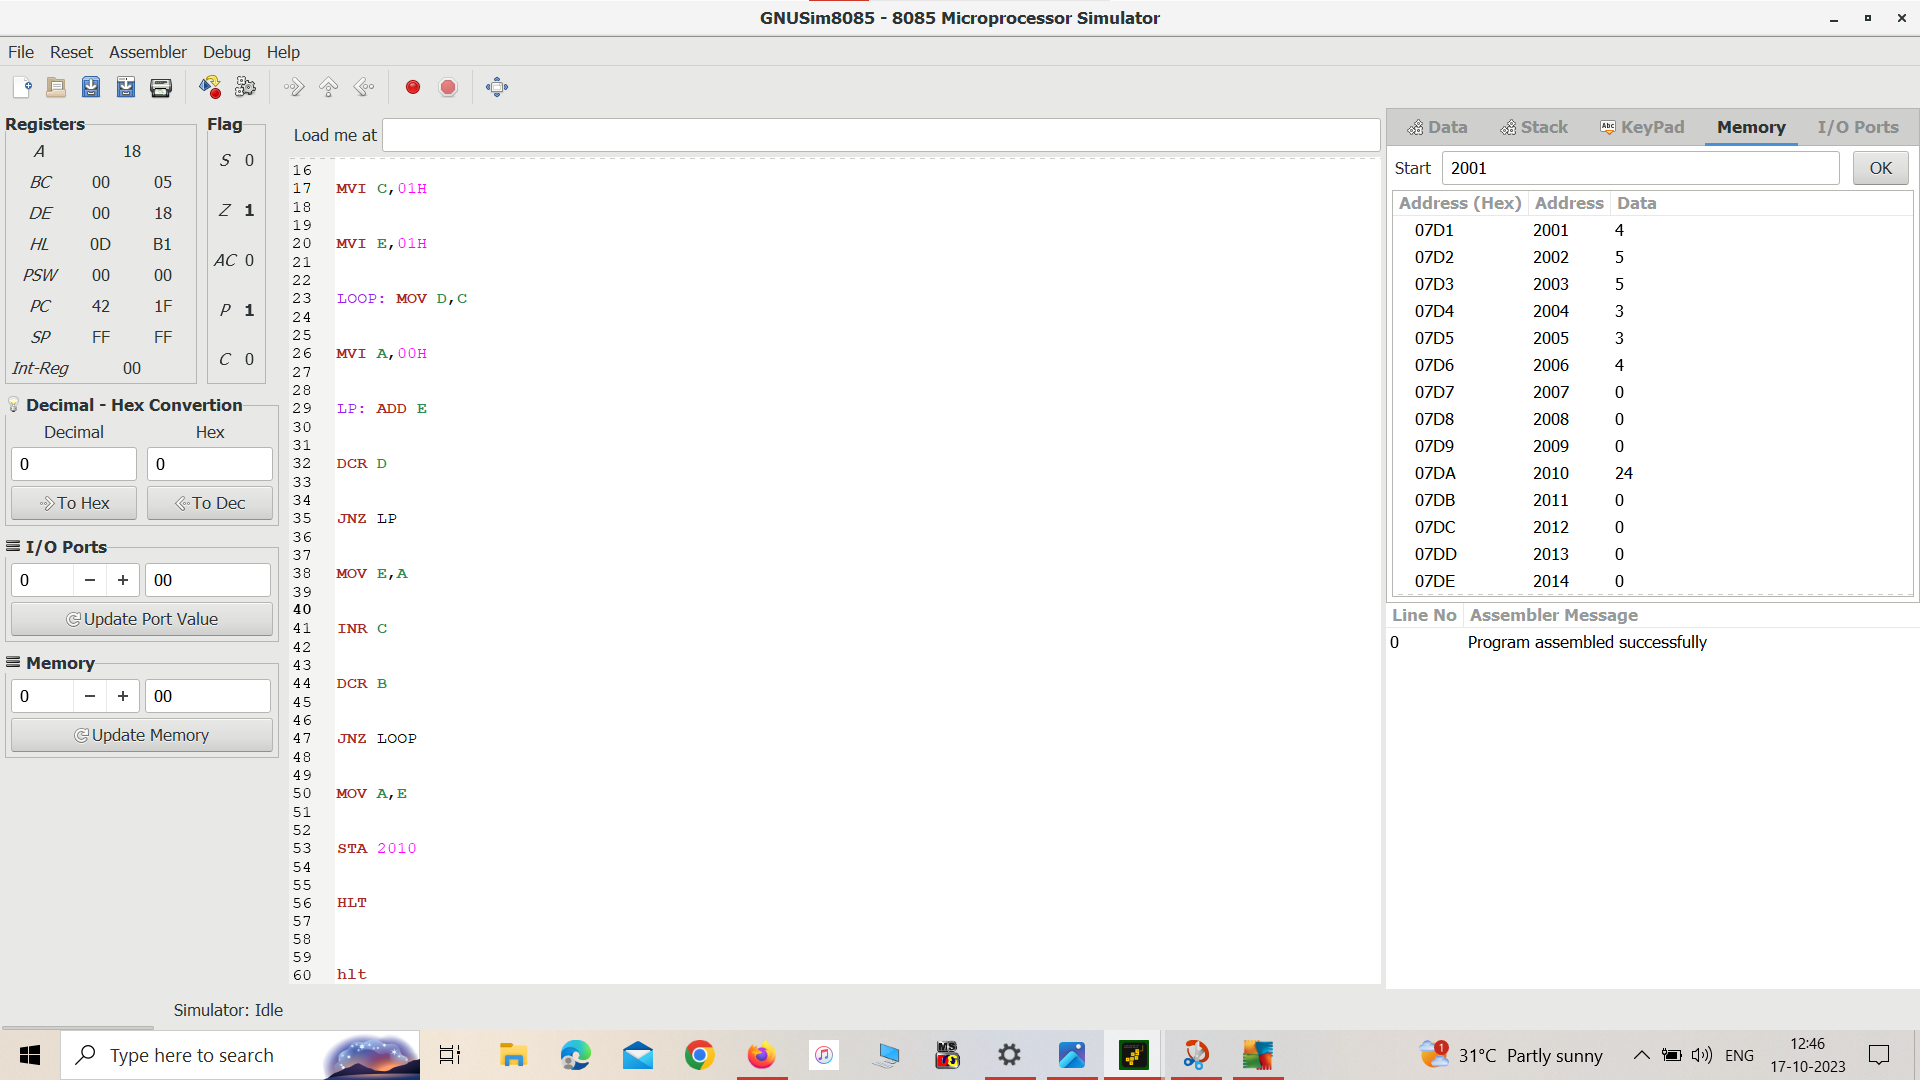 GNUSim8085 - 8085 Microprocessor Simulator
File Reset Assembler Debug Help
Registers
A 18
BC 00 05
DE 00 18
HL 0D B1
PSW 00 00
PC 42 1F
SP FF FF
Int-Reg 00
Flag
S 0
Z 1
AC 0
P 1
C 0
Decimal - Hex Convertion
Decimal Hex
0 0
To Hex To Dec
I/O Ports
0 − + 00
Update Port Value
Memory
0 − + 00
Update Memory
Load me at
16
17 MVI C,01H
18
19
20 MVI E,01H
21
22
23 LOOP: MOV D,C
24
25
26 MVI A,00H
27
28
29 LP: ADD E
30
31
32 DCR D
33
34
35 JNZ LP
36
37
38 MOV E,A
39
40
41 INR C
42
43
44 DCR B
45
46
47 JNZ LOOP
48
49
50 MOV A,E
51
52
53 STA 2010
54
55
56 HLT
57
58
59
60 hlt
Data Stack Abc KeyPad Memory I/O Ports
Start 2001 OK
Address (Hex) Address Data
07D1 2001 4
07D2 2002 5
07D3 2003 5
07D4 2004 3
07D5 2005 3
07D6 2006 4
07D7 2007 0
07D8 2008 0
07D9 2009 0
07DA 2010 24
07DB 2011 0
07DC 2012 0
07DD 2013 0
07DE 2014 0
Line No Assembler Message
0 Program assembled successfully
Simulator: Idle
Type here to search
MS
1
31°C Partly sunny
ENG
12:46
17-10-2023